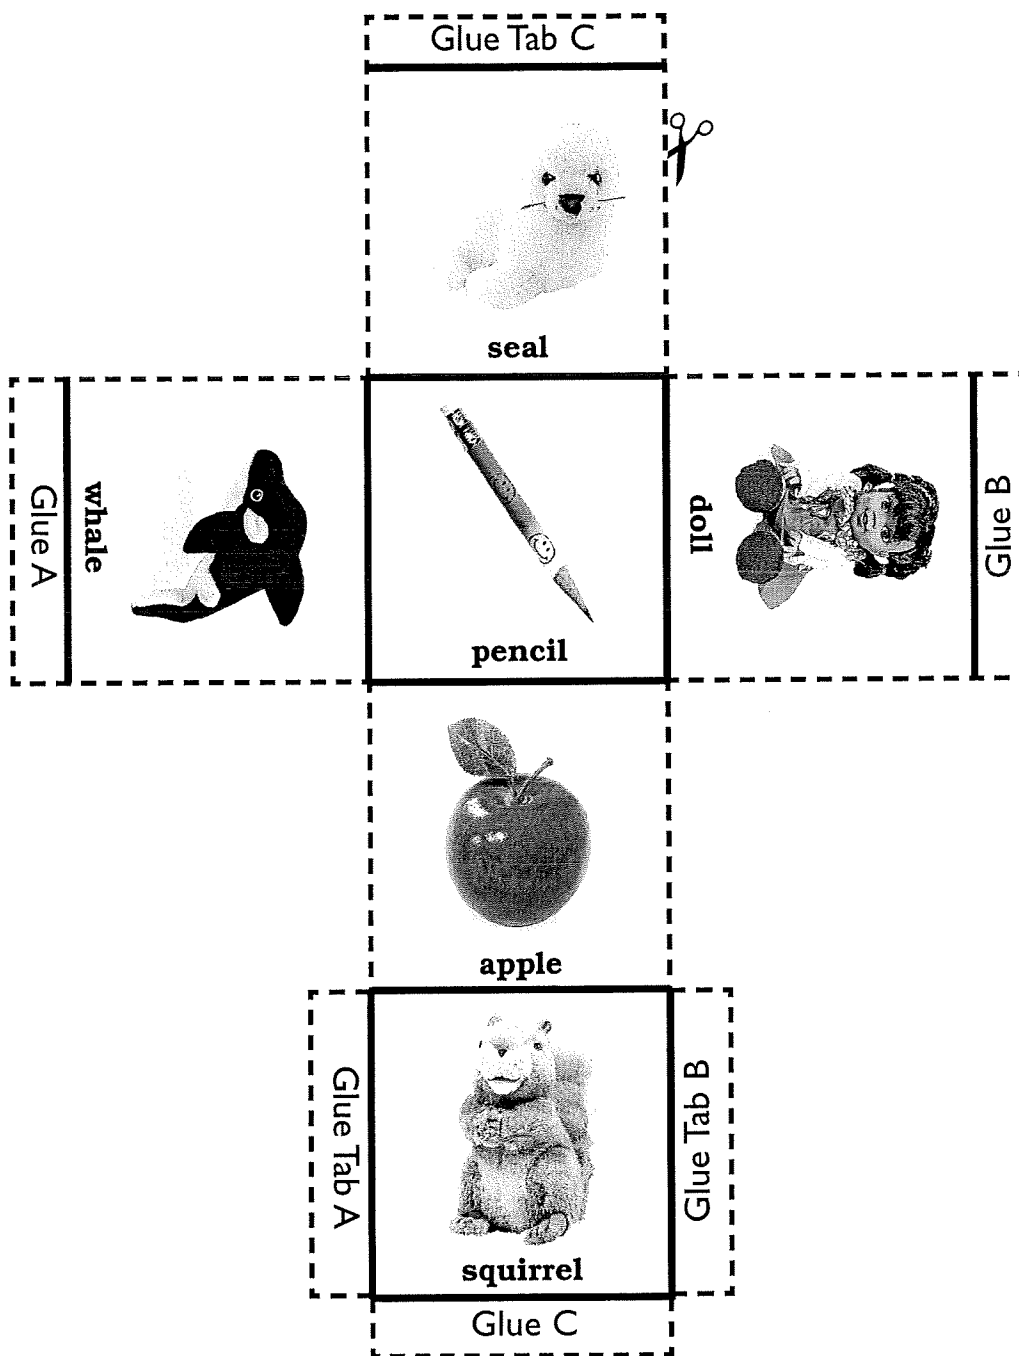 Glue Tab C
seal
Glue A
whale
pencil
doll
Glue B
apple
Glue Tab A
squirrel
Glue Tab B
Glue C